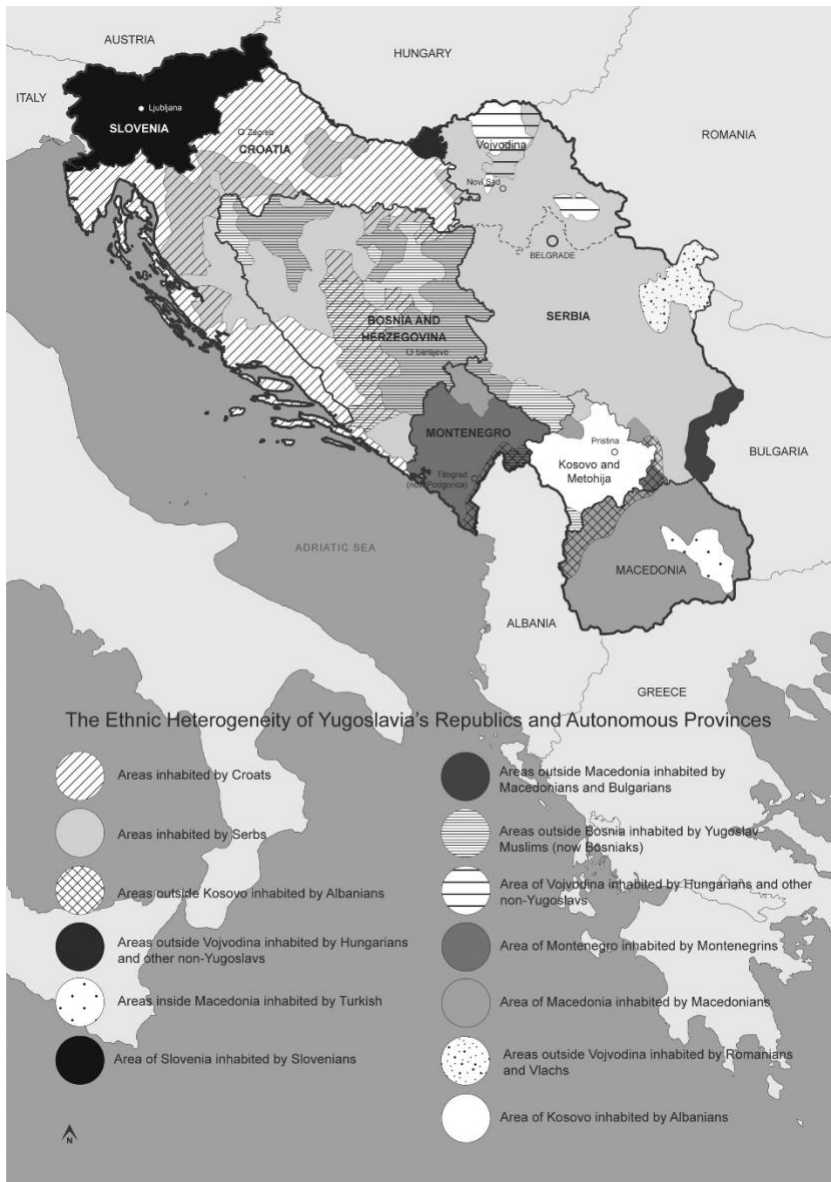 AUSTRIA
HUNGARY
ITALY
Ljubljana
SLOVENIA
ROMANIA
Zagreb
CROATIA
Vojvodina
Novi Sad
BELGRADE
BOSNIA AND
HERZEGOVINA
SERBIA
Sarajevo
MONTENEGRO
Pristina
Kosovo and
Metohija
BULGARIA
Titograd
(now Podgorica)
ADRIATIC SEA
MACEDONIA
ALBANIA
GREECE
The Ethnic Heterogeneity of Yugoslavia's Republics and Autonomous Provinces
Areas inhabited by Croats
Areas inhabited by Serbs
Areas outside Kosovo inhabited by Albanians
Areas outside Vojvodina inhabited by Hungarians
and other non-Yugoslavs
Areas inside Macedonia inhabited by Turkish
Area of Slovenia inhabited by Slovenians
Areas outside Macedonia inhabited by
Macedonians and Bulgarians
Areas outside Bosnia inhabited by Yugoslav
Muslims (now Bosniaks)
Area of Vojvodina inhabited by Hungarians and other
non-Yugoslavs
Area of Montenegro inhabited by Montenegrins
Area of Macedonia inhabited by Macedonians
Areas outside Vojvodina inhabited by Romanians
and Vlachs
Area of Kosovo inhabited by Albanians
N